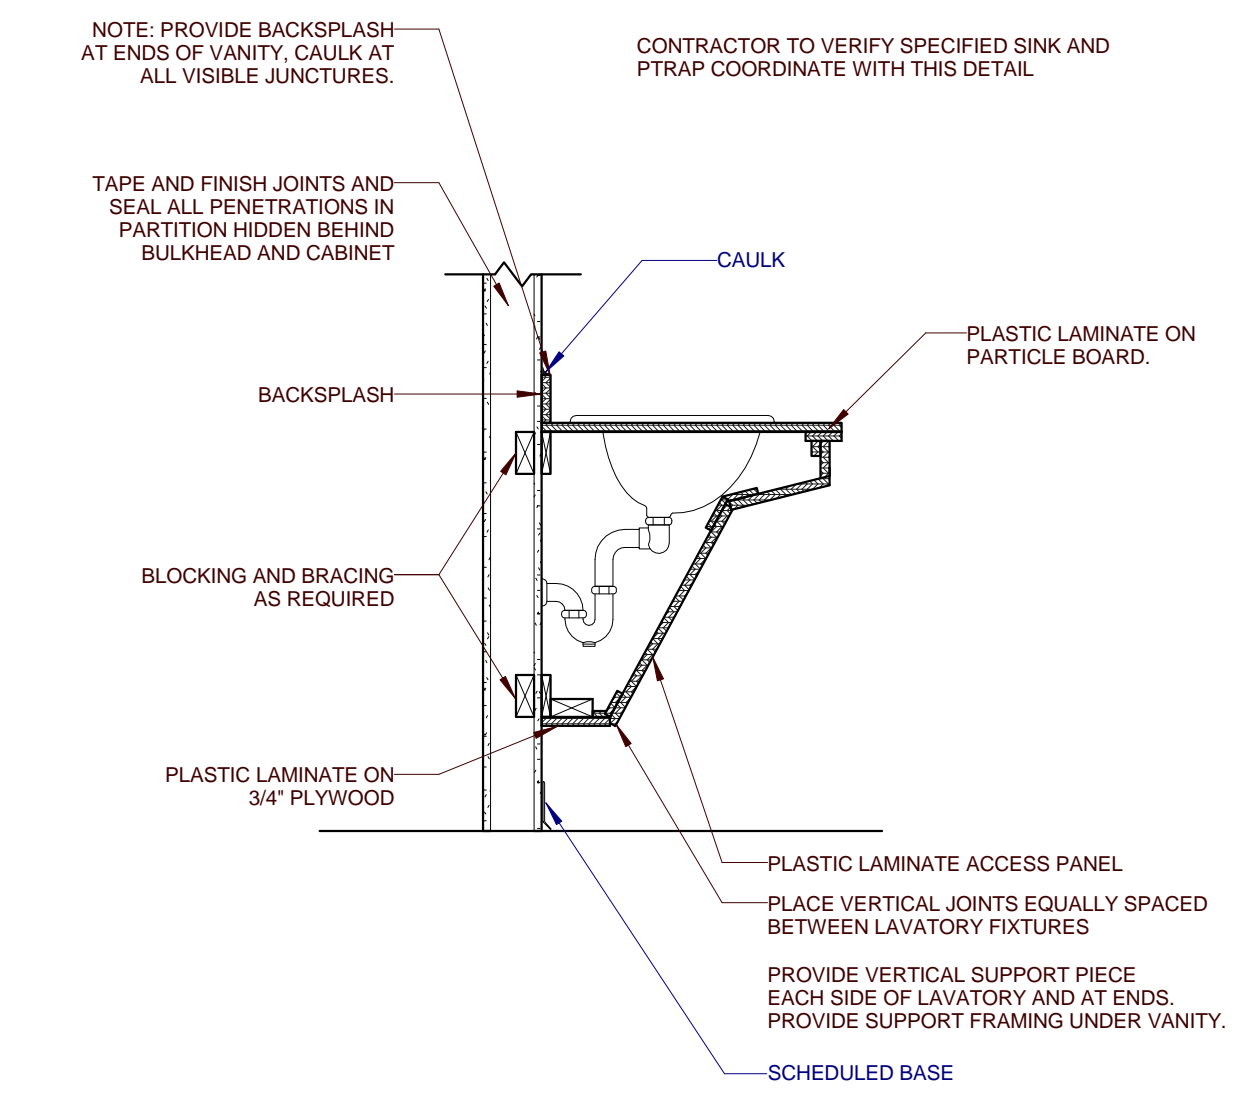 NOTE: PROVIDE BACKSPLASH
AT ENDS OF VANITY, CAULK AT
ALL VISIBLE JUNCTURES.
CONTRACTOR TO VERIFY SPECIFIED SINK AND
PTRAP COORDINATE WITH THIS DETAIL
TAPE AND FINISH JOINTS AND
SEAL ALL PENETRATIONS IN
PARTITION HIDDEN BEHIND
BULKHEAD AND CABINET
CAULK
PLASTIC LAMINATE ON
PARTICLE BOARD.
BACKSPLASH
BLOCKING AND BRACING
AS REQUIRED
PLASTIC LAMINATE ON
3/4" PLYWOOD
PLASTIC LAMINATE ACCESS PANEL
PLACE VERTICAL JOINTS EQUALLY SPACED
BETWEEN LAVATORY FIXTURES
PROVIDE VERTICAL SUPPORT PIECE
EACH SIDE OF LAVATORY AND AT ENDS.
PROVIDE SUPPORT FRAMING UNDER VANITY.
SCHEDULED BASE